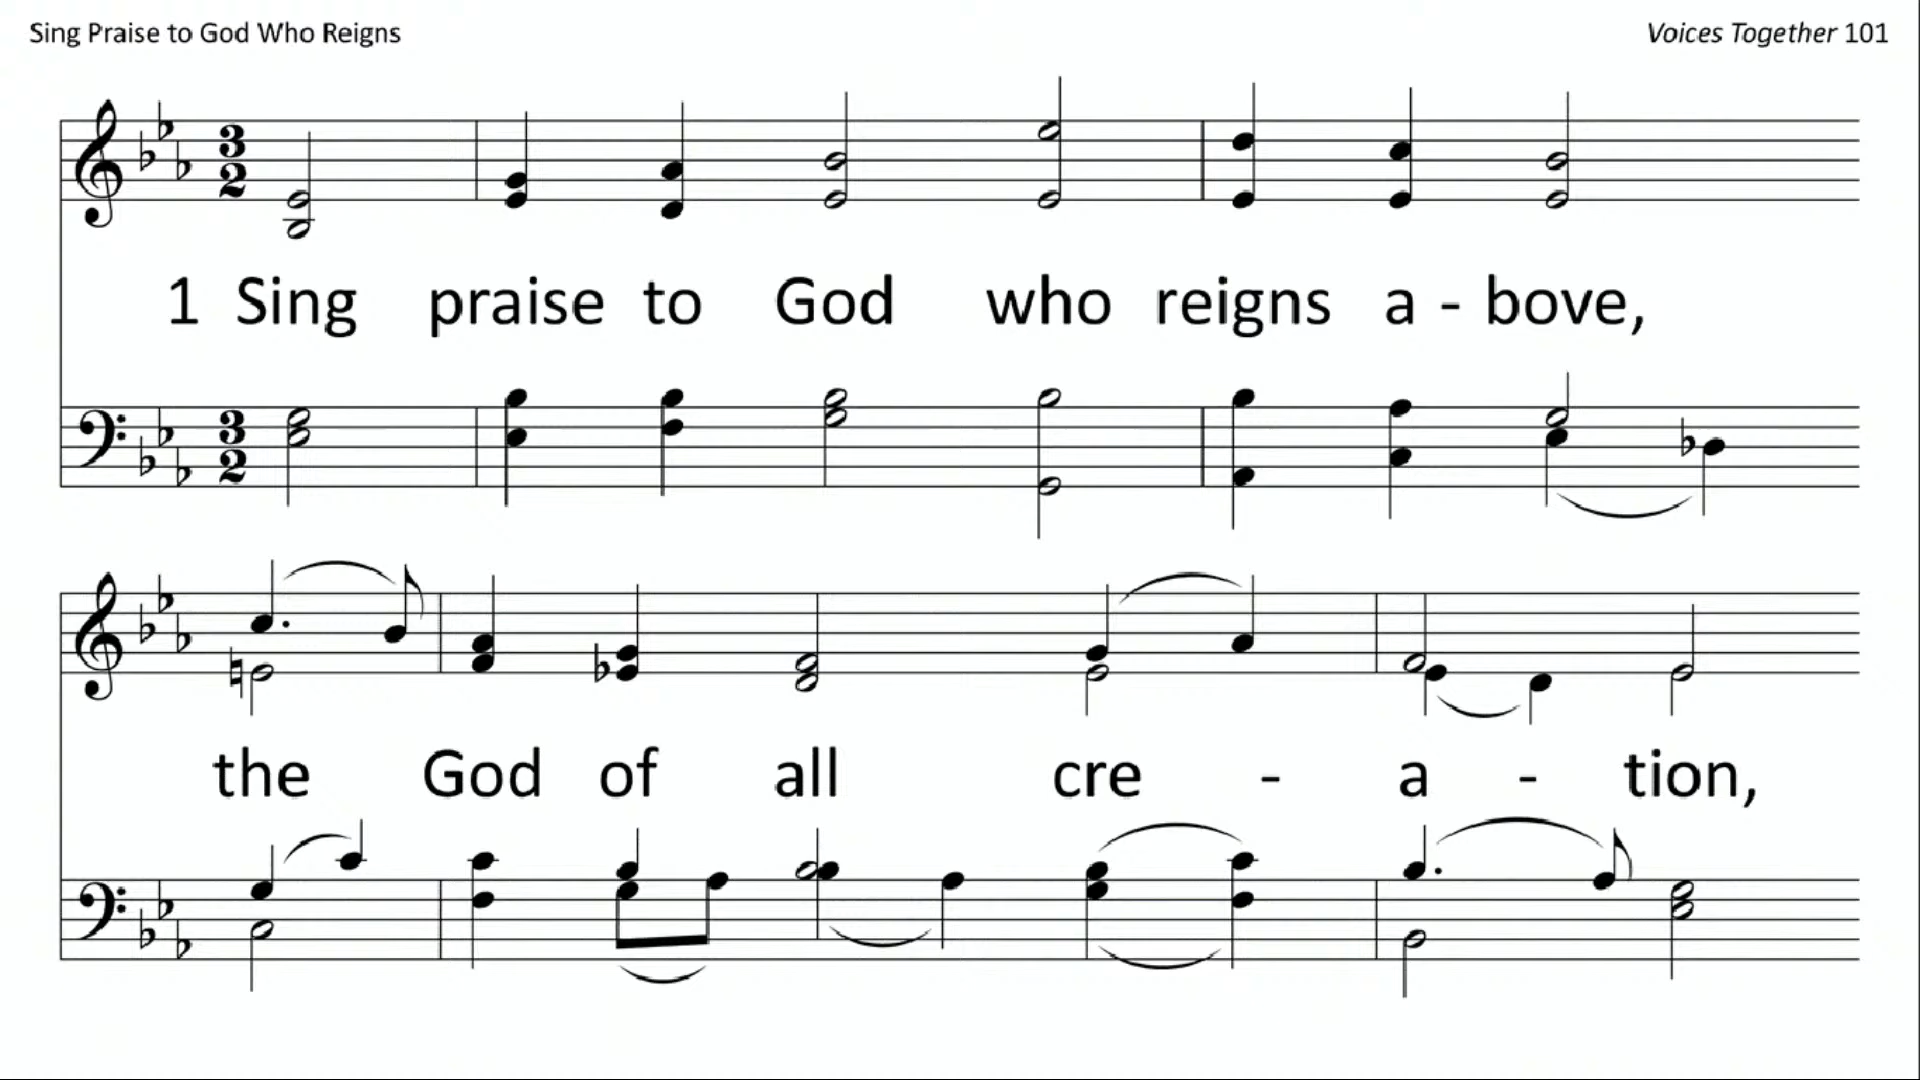 Sing Praise to God Who Reigns
Voices Together 101
3
2
1 Sing praise to God who reigns a - bove,
3
2
the God of all cre - a - tion,